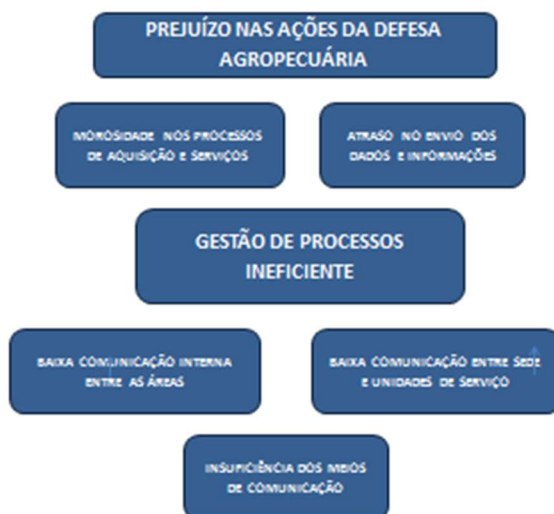 PREJUÍZO NAS AÇÕES DA DEFESA
AGROPECUÁRIA
MOROSIDADE NOS PROCESSOS
DE AQUISIÇÃO E SERVIÇOS
ATRASO NO ENVIO DOS
DADOS E INFORMAÇÕES
GESTÃO DE PROCESSOS
INEFICIENTE
BAIXA COMUNICAÇÃO INTERNA
ENTRE AS ÁREAS
BAIXA COMUNICAÇÃO ENTRE SEDE
E UNIDADES DE SERVIÇO
INSUFICIÊNCIA DOS MEIOS
DE COMUNICAÇÃO